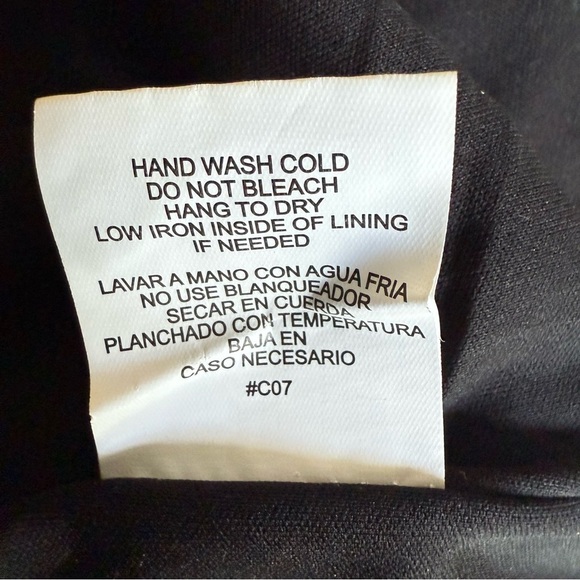 HAND WASH COLD
DO NOT BLEACH
HANG TO DRY
LOW IRON INSIDE OF LINING
IF NEEDED
LAVAR A MANO CON AGUA FRIA
NO USE BLANQUEADOR
SECAR EN CUERDA
PLANCHADO CON TEMPERATURA
BAJA EN
CASO NECESARIO
#C07